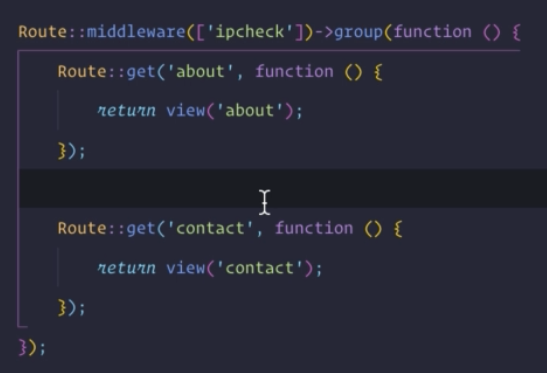 Route::middleware(['ipcheck'])->group(function () {
    Route::get('about', function () {
        return view('about');
    });
    Route::get('contact', function () {
        return view('contact');
    });
});